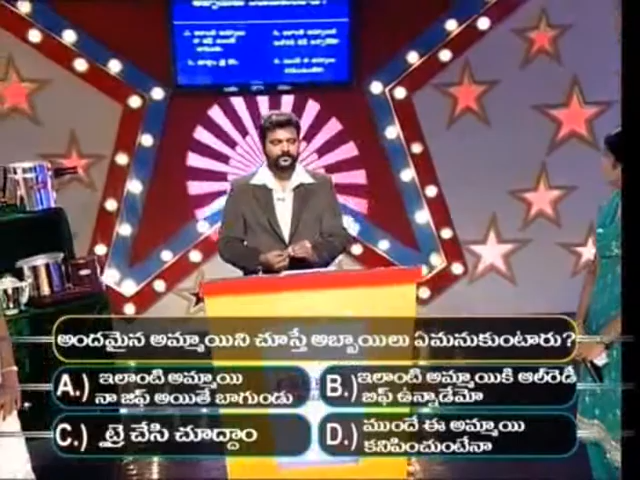 అందమైన అమ్మాయిని చూస్తే అబ్బాయిలు ఏమనుకుంటారు?
A.) ఇలాంటి అమ్మాయి
నా జిఫ్ అయితే బాగుండు
B.) ఇలాంటి అమ్మాయికి ఆల్‌రెడీ
బిఫ్ ఉన్నాడేమో
C.) ట్రై చేసి చూద్దాం
D.) ముందే ఈ అమ్మాయి
కనిపించుంటేనా